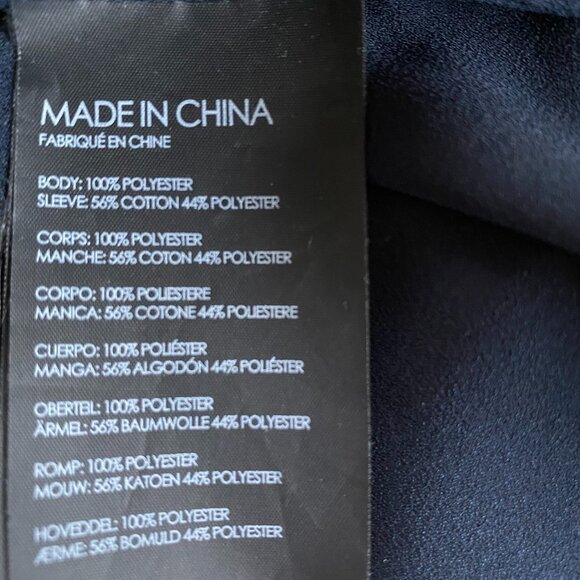 MADE IN CHINA
FABRIQUÉ EN CHINE
BODY: 100% POLYESTER
SLEEVE: 56% COTTON 44% POLYESTER
CORPS: 100% POLYESTER
MANCHE: 56% COTON 44% POLYESTER
CORPO: 100% POLIESTERE
MANICA: 56% COTONE 44% POLIESTERE
CUERPO: 100% POLIÉSTER
MANGA: 56% ALGODÓN 44% POLIÉSTER
OBERTEIL: 100% POLYESTER
ÄRMEL: 56% BAUMWOLLE 44% POLYESTER
ROMP: 100% POLYESTER
MOUW: 56% KATOEN 44% POLYESTER
HOVEDDEL: 100% POLYESTER
ÆRME: 56% BOMULD 44% POLYESTER